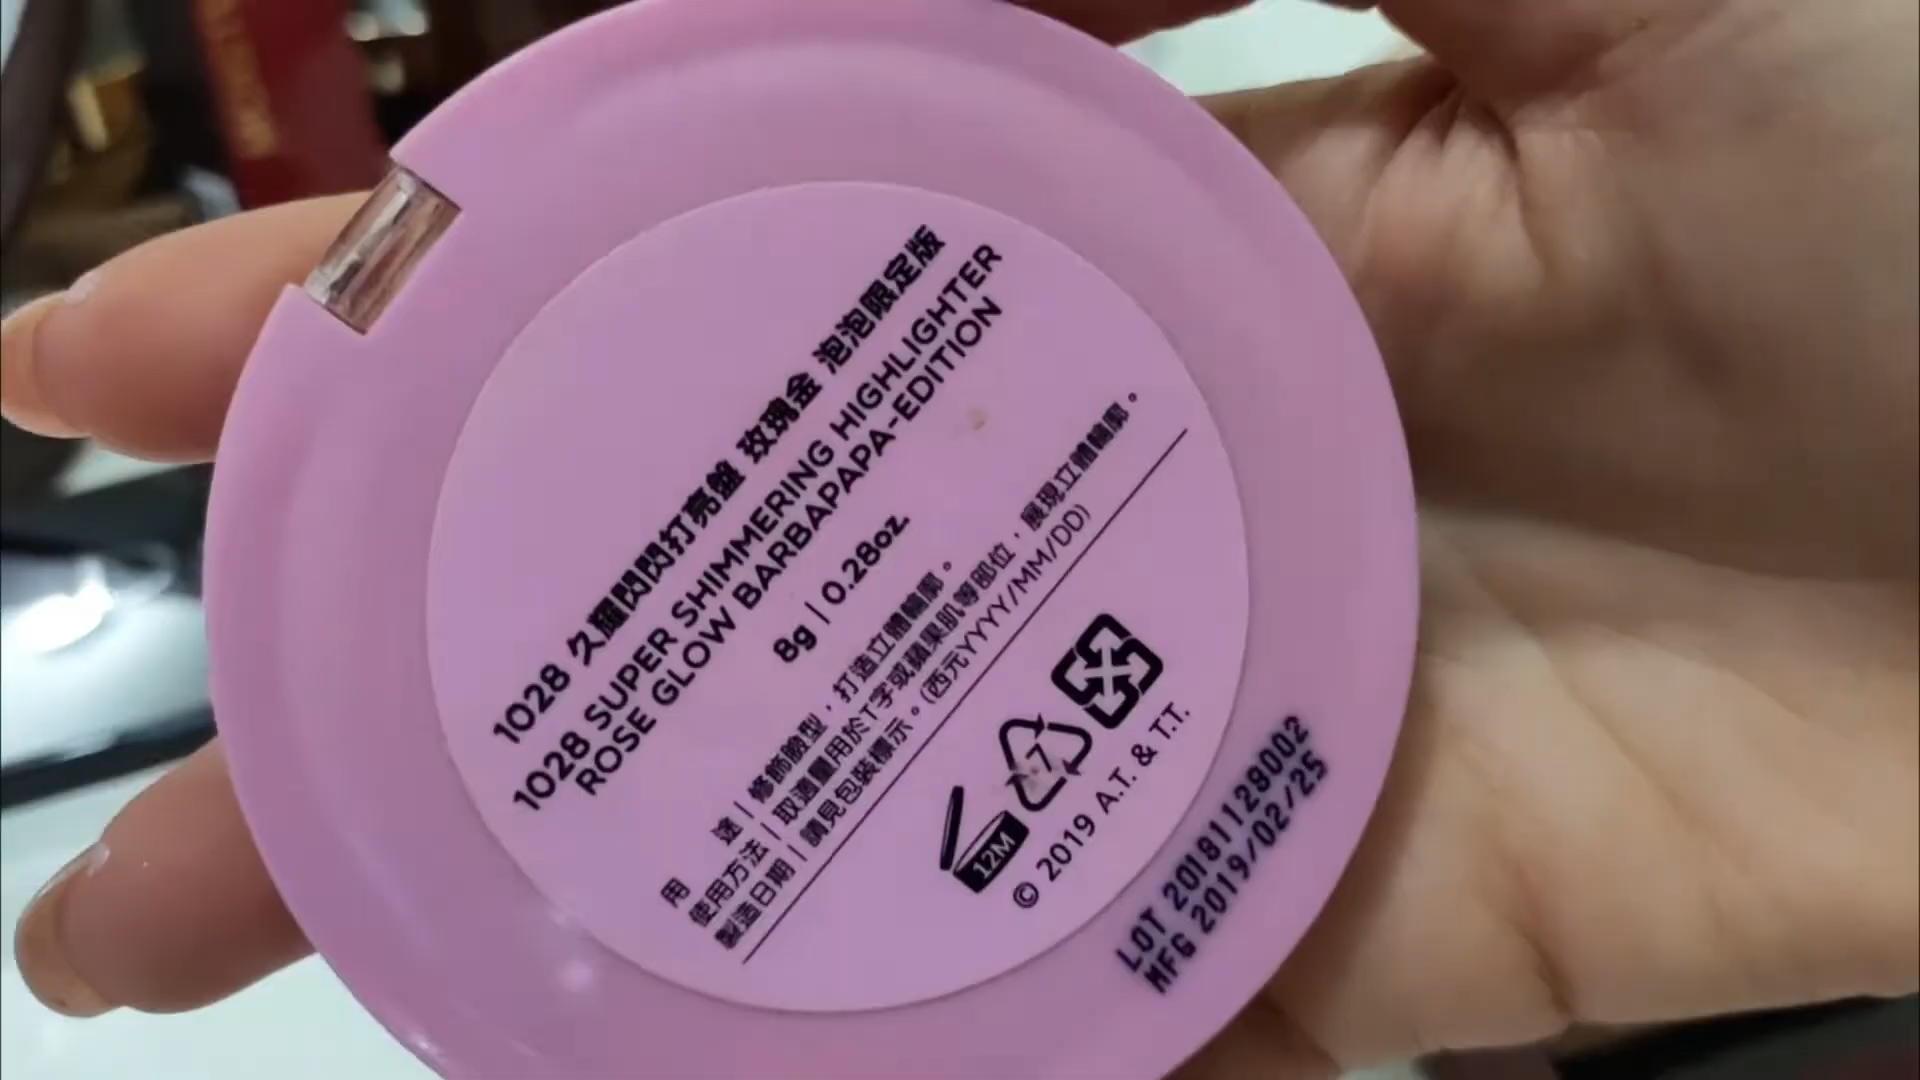 1028 久耀閃閃打亮盤 玫瑰金 泡泡限定版
1028 SUPER SHIMMERING HIGHLIGHTER
ROSE GLOW BARBAPAPA-EDITION
8g | 0.28oz.
用 途 | 修飾臉型，打造立體輪廓。
使用方法 | 取適量用於T字或蘋果肌等部位，展現立體輪廓。
製造日期 | 請見包裝標示。(西元YYYY/MM/DD)
12M
7
© 2019 A.T. & T.T.
LOT 20181128002
MFG 2019/02/25